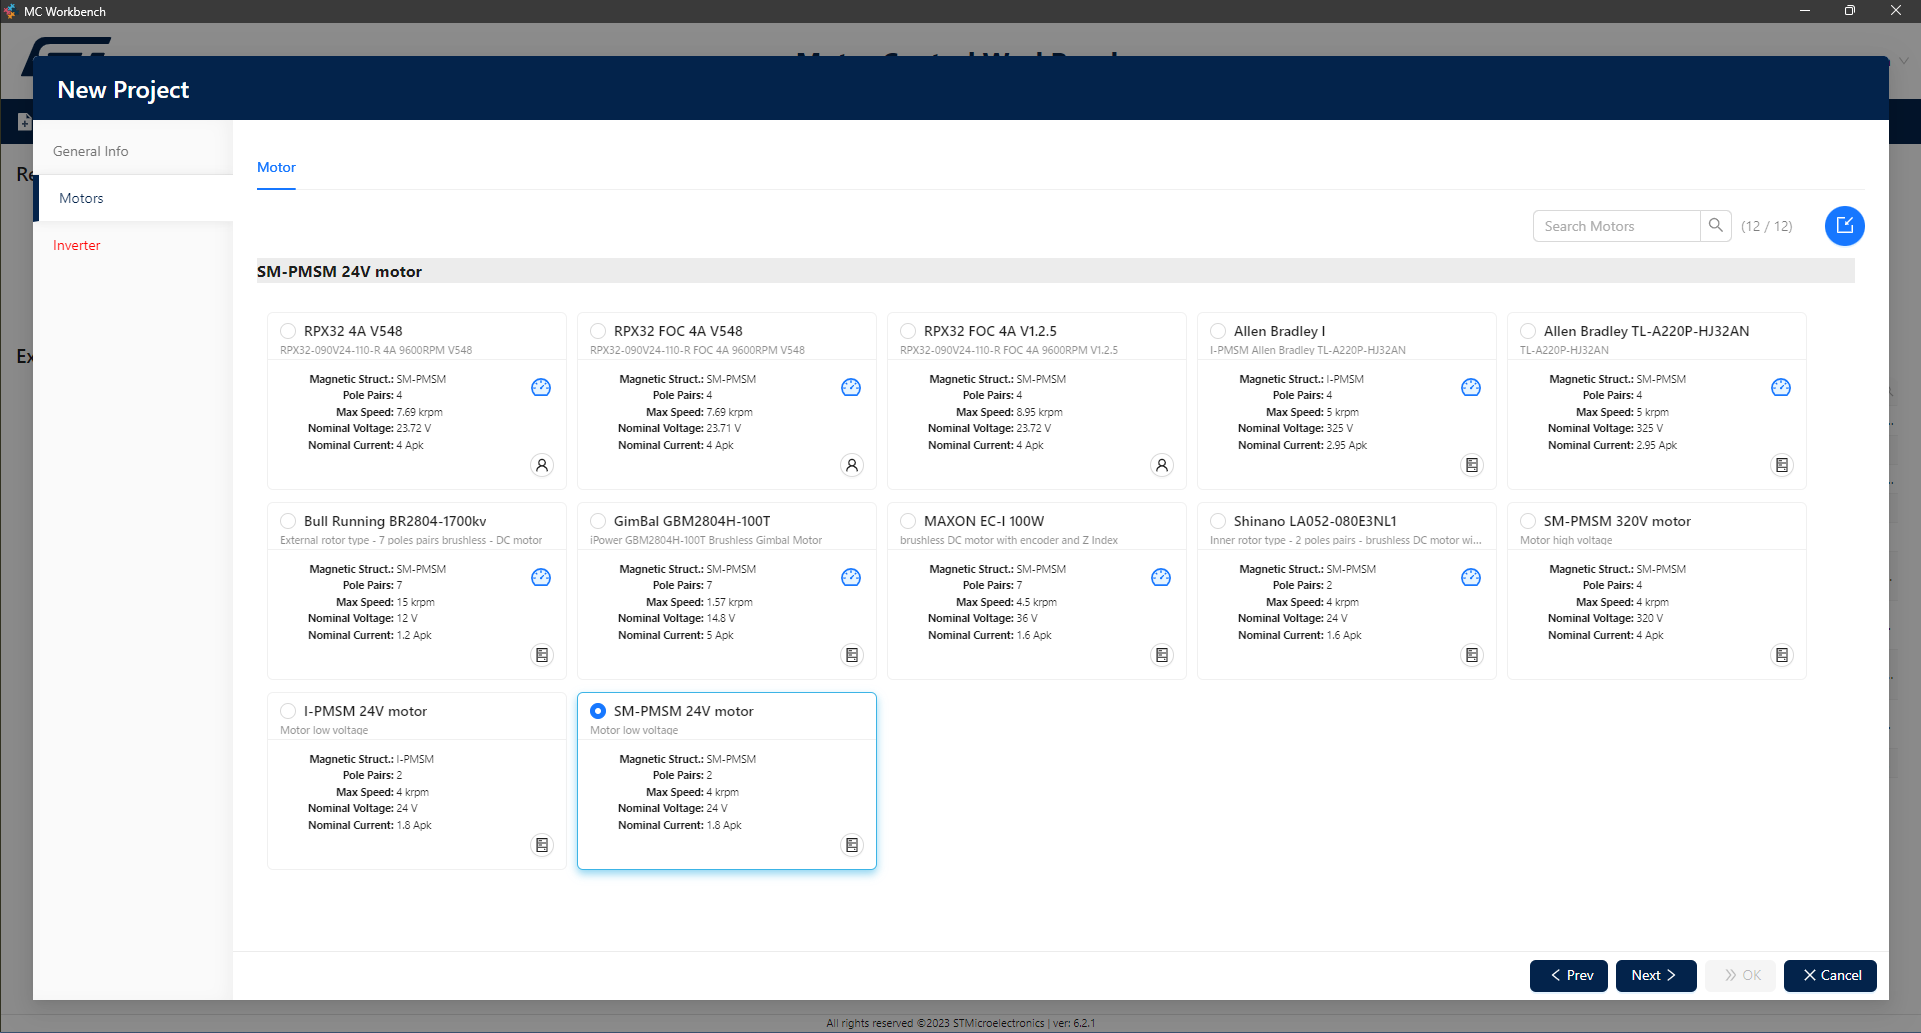 MC Workbench
New Project
General Info
Motors
Inverter
Motor
Search Motors
(12 / 12)
SM-PMSM 24V motor
RPX32 4A V548
RPX32-090V24-110-R 4A 9600RPM V548
Magnetic Struct.: SM-PMSM
Pole Pairs: 4
Max Speed: 7.69 krpm
Nominal Voltage: 23.72 V
Nominal Current: 4 Apk
RPX32 FOC 4A V548
RPX32-090V24-110-R FOC 4A 9600RPM V548
Magnetic Struct.: SM-PMSM
Pole Pairs: 4
Max Speed: 7.69 krpm
Nominal Voltage: 23.71 V
Nominal Current: 4 Apk
RPX32 FOC 4A V1.2.5
RPX32-090V24-110-R FOC 4A 9600RPM V1.2.5
Magnetic Struct.: SM-PMSM
Pole Pairs: 4
Max Speed: 8.95 krpm
Nominal Voltage: 23.72 V
Nominal Current: 4 Apk
Allen Bradley I
I-PMSM Allen Bradley TL-A220P-HJ32AN
Magnetic Struct.: I-PMSM
Pole Pairs: 4
Max Speed: 5 krpm
Nominal Voltage: 325 V
Nominal Current: 2.95 Apk
Allen Bradley TL-A220P-HJ32AN
TL-A220P-HJ32AN
Magnetic Struct.: SM-PMSM
Pole Pairs: 4
Max Speed: 5 krpm
Nominal Voltage: 325 V
Nominal Current: 2.95 Apk
Bull Running BR2804-1700kv
External rotor type - 7 poles pairs brushless - DC motor
Magnetic Struct.: SM-PMSM
Pole Pairs: 7
Max Speed: 15 krpm
Nominal Voltage: 12 V
Nominal Current: 1.2 Apk
GimBal GBM2804H-100T
iPower GBM2804H-100T Brushless Gimbal Motor
Magnetic Struct.: SM-PMSM
Pole Pairs: 7
Max Speed: 1.57 krpm
Nominal Voltage: 14.8 V
Nominal Current: 5 Apk
MAXON EC-I 100W
brushless DC motor with encoder and Z Index
Magnetic Struct.: SM-PMSM
Pole Pairs: 7
Max Speed: 4.5 krpm
Nominal Voltage: 36 V
Nominal Current: 1.6 Apk
Shinano LA052-080E3NL1
Inner rotor type - 2 poles pairs - brushless DC motor wi...
Magnetic Struct.: SM-PMSM
Pole Pairs: 2
Max Speed: 4 krpm
Nominal Voltage: 24 V
Nominal Current: 1.6 Apk
SM-PMSM 320V motor
Motor high voltage
Magnetic Struct.: SM-PMSM
Pole Pairs: 4
Max Speed: 4 krpm
Nominal Voltage: 320 V
Nominal Current: 4 Apk
I-PMSM 24V motor
Motor low voltage
Magnetic Struct.: I-PMSM
Pole Pairs: 2
Max Speed: 4 krpm
Nominal Voltage: 24 V
Nominal Current: 1.8 Apk
SM-PMSM 24V motor
Motor low voltage
Magnetic Struct.: SM-PMSM
Pole Pairs: 2
Max Speed: 4 krpm
Nominal Voltage: 24 V
Nominal Current: 1.8 Apk
Prev
Next
OK
Cancel
All rights reserved ©2023 STMicroelectronics | ver: 6.2.1